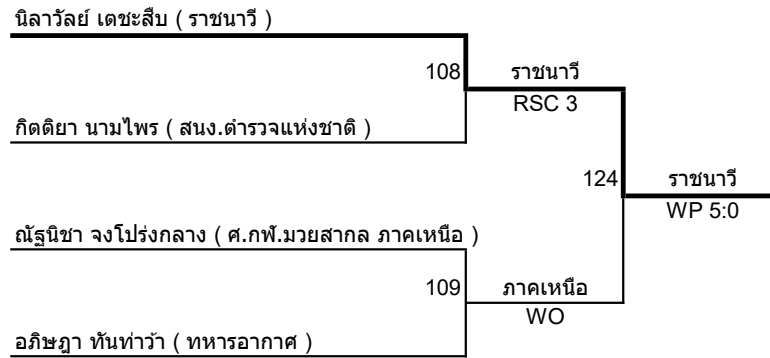 นิลาวัลย์ เตชะสืบ ( ราชนาวี )
108
ราชนาวี
RSC 3
กิตติยา นามไพร ( สนง.ตำรวจแห่งชาติ )
124
ราชนาวี
WP 5:0
ณัฐนิชา จงโปร่งกลาง ( ศ.กฬ.มวยสากล ภาคเหนือ )
109
ภาคเหนือ
WO
อภิษฎา ทันท่าว้า ( ทหารอากาศ )